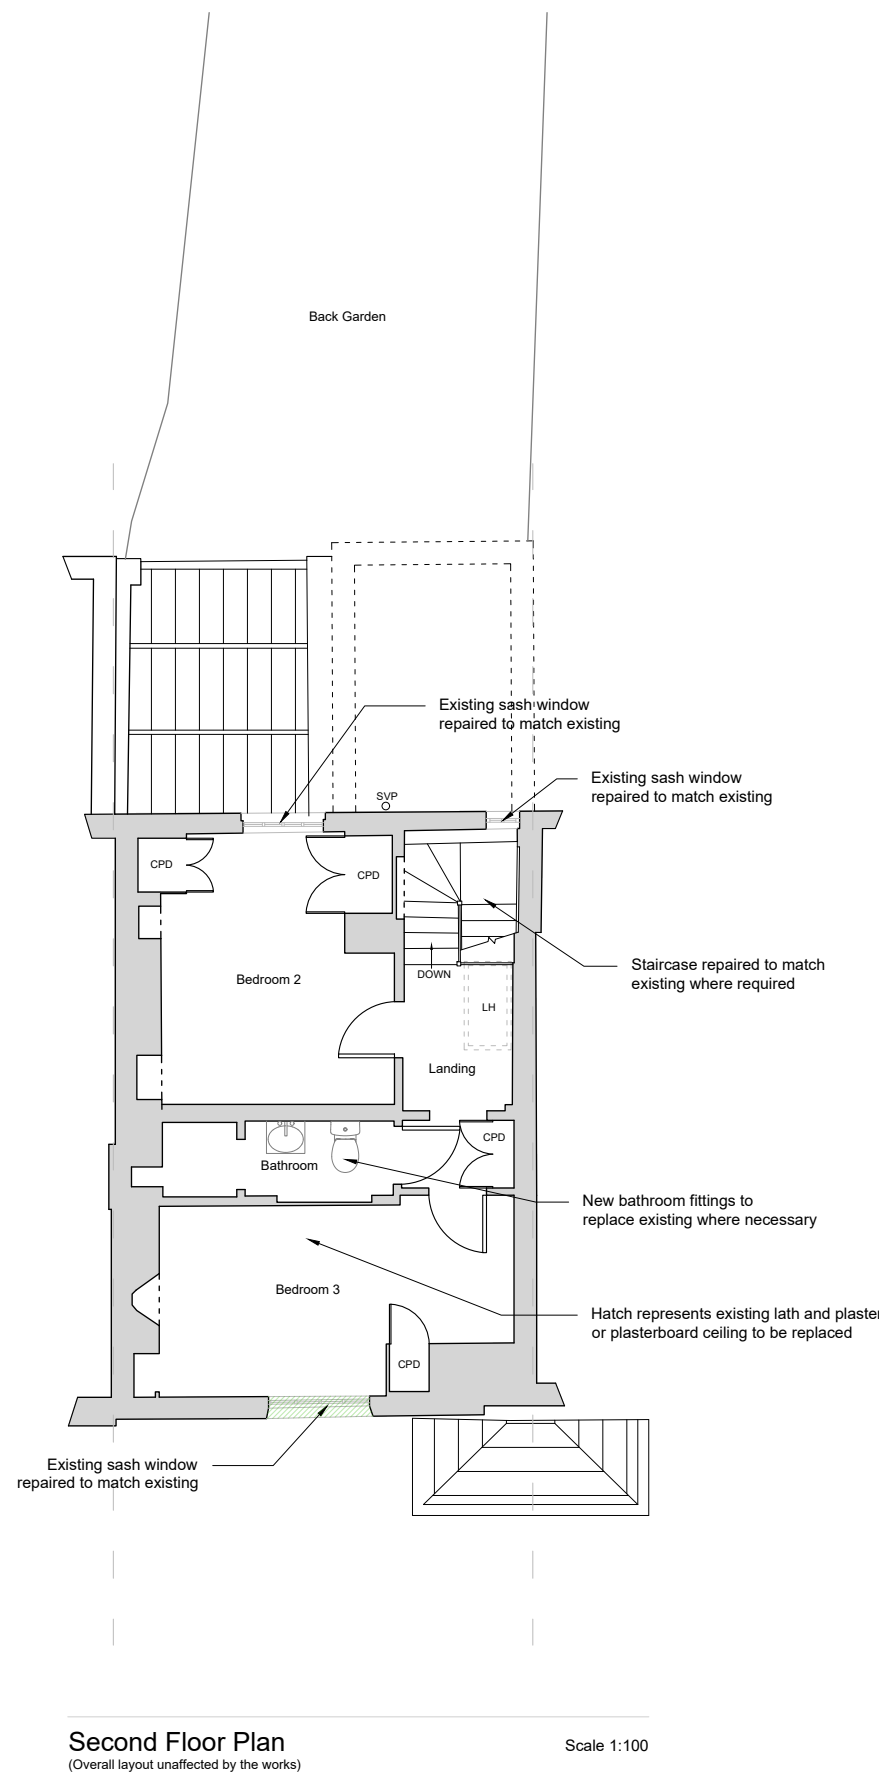 Back Garden
Existing sash window
repaired to match existing
Existing sash window
repaired to match existing
SVP
CPD
CPD
Staircase repaired to match
existing where required
DOWN
Bedroom 2
LH
Landing
CPD
Bathroom
New bathroom fittings to
replace existing where necessary
Bedroom 3
Hatch represents existing lath and plaster
or plasterboard ceiling to be replaced
CPD
Existing sash window
repaired to match existing
Second Floor Plan
Scale 1:100
(Overall layout unaffected by the works)